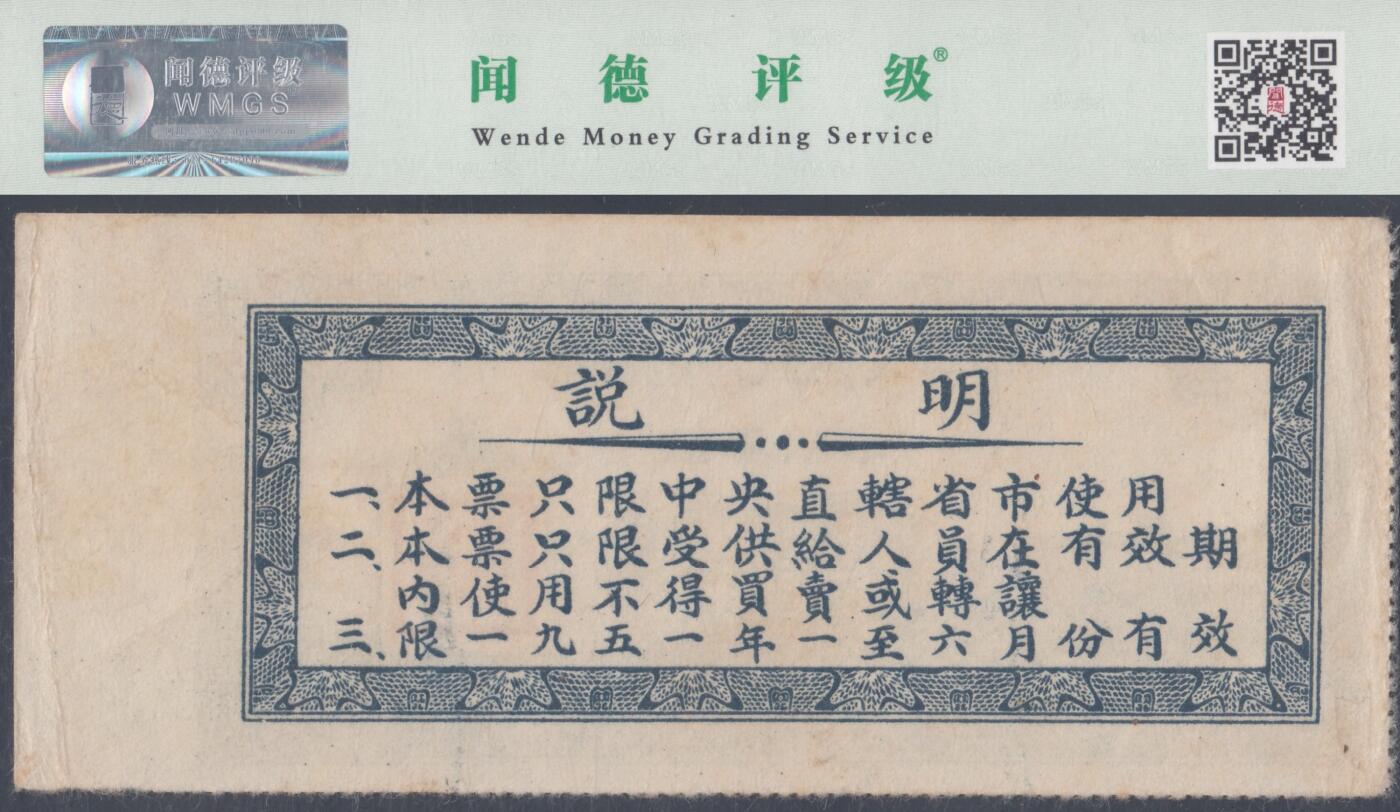 闻德评级
WMGS
闻德评级®
Wende Money Grading Service
説明
一、本票只限中央直轄省市使用
二、本票只限受供給人員在有效期
內使用不得買賣或轉讓
三、限一九五一年一至六月份有效